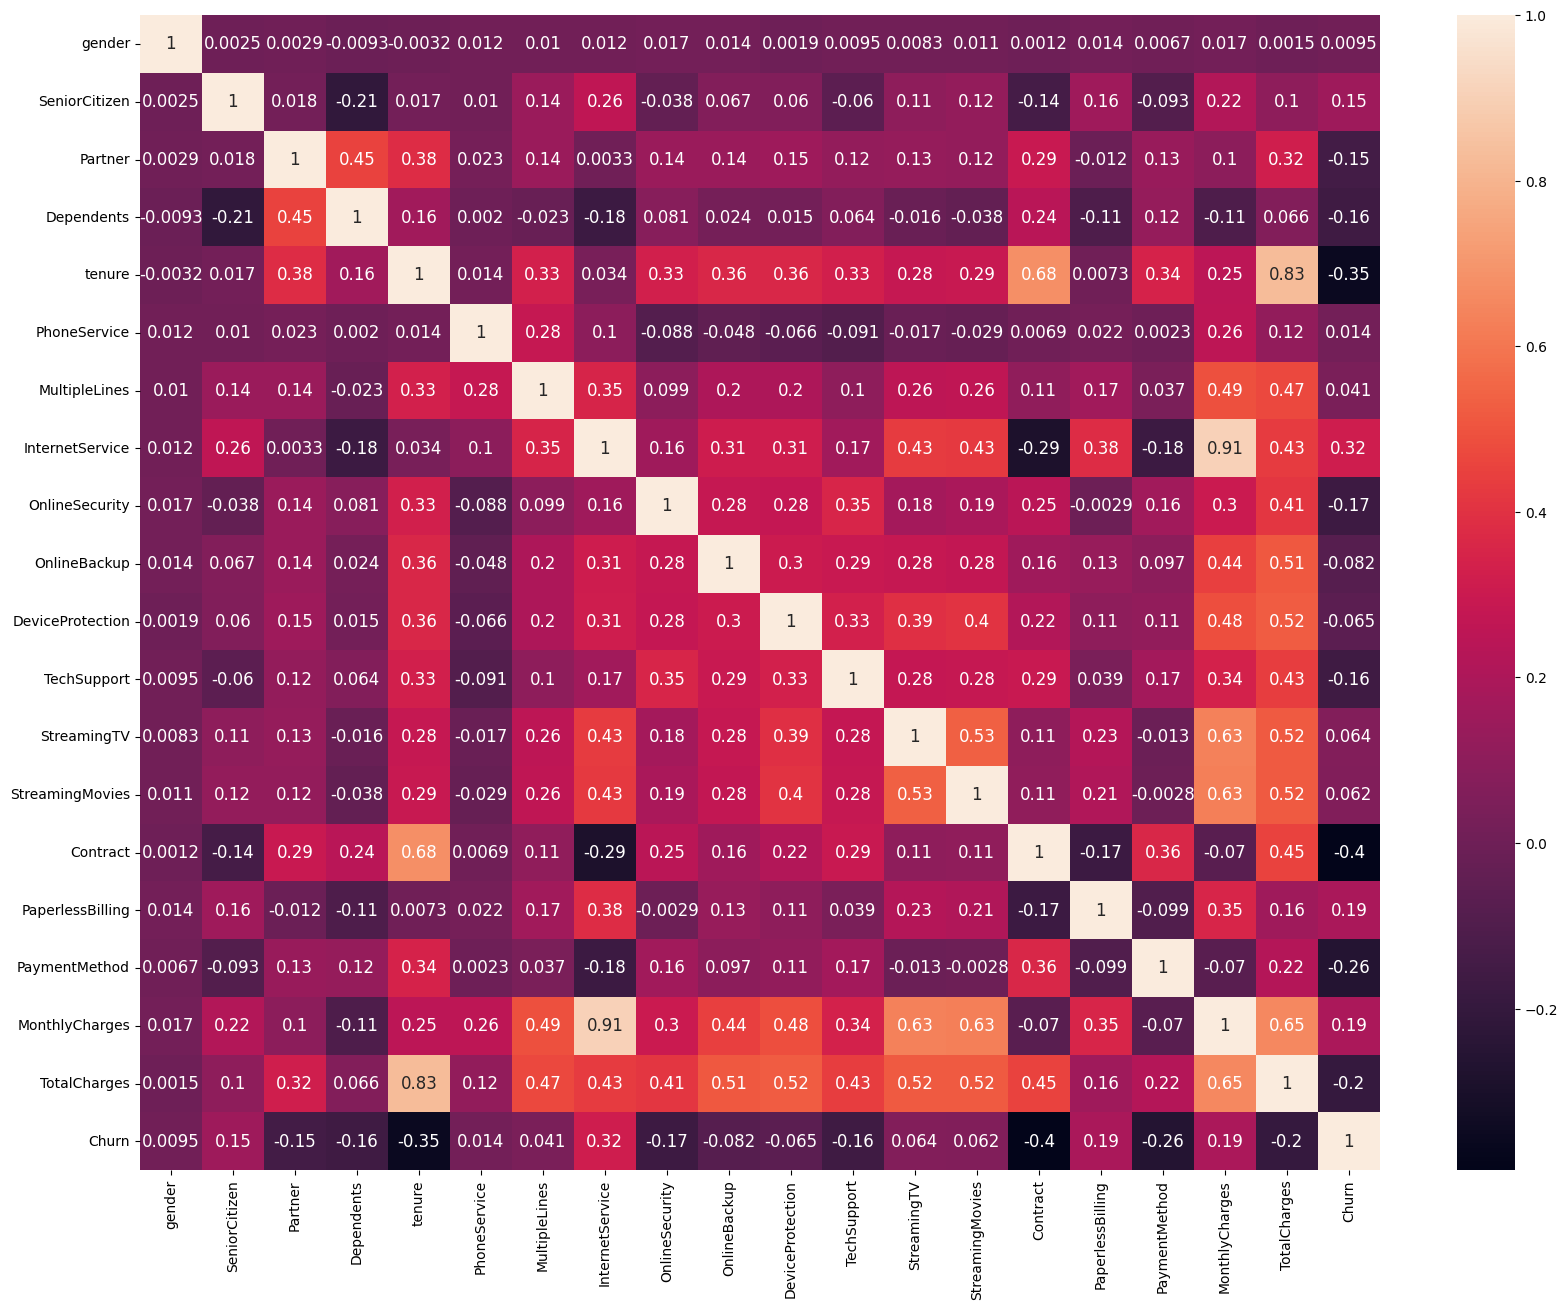 gender 1 0.0025 0.0029 -0.0093 -0.0032 0.012 0.01 0.012 0.017 0.014 0.0019 0.0095 0.0083 0.011 0.0012 0.014 0.0067 0.017 0.0015 0.0095
SeniorCitizen 0.0025 1 0.018 -0.21 0.017 0.01 0.14 0.26 -0.038 0.067 0.06 -0.06 0.11 0.12 -0.14 0.16 -0.093 0.22 0.1 0.15
Partner 0.0029 0.018 1 0.45 0.38 0.023 0.14 0.0033 0.14 0.14 0.15 0.12 0.13 0.12 0.29 -0.012 0.13 0.1 0.32 -0.15
Dependents -0.0093 -0.21 0.45 1 0.16 0.002 -0.023 -0.18 0.081 0.024 0.015 0.064 -0.016 -0.038 0.24 -0.11 0.12 -0.11 0.066 -0.16
tenure -0.0032 0.017 0.38 0.16 1 0.014 0.33 0.034 0.33 0.36 0.36 0.33 0.28 0.29 0.68 0.0073 0.34 0.25 0.83 -0.35
PhoneService 0.012 0.01 0.023 0.002 0.014 1 0.28 0.1 -0.088 -0.048 -0.066 -0.091 -0.017 -0.029 0.0069 0.022 0.0023 0.26 0.12 0.014
MultipleLines 0.01 0.14 0.14 -0.023 0.33 0.28 1 0.35 0.099 0.2 0.2 0.1 0.26 0.26 0.11 0.17 0.037 0.49 0.47 0.041
InternetService 0.012 0.26 0.0033 -0.18 0.034 0.1 0.35 1 0.16 0.31 0.31 0.17 0.43 0.43 -0.29 0.38 -0.18 0.91 0.43 0.32
OnlineSecurity 0.017 -0.038 0.14 0.081 0.33 -0.088 0.099 0.16 1 0.28 0.28 0.35 0.18 0.19 0.25 -0.0029 0.16 0.3 0.41 -0.17
OnlineBackup 0.014 0.067 0.14 0.024 0.36 -0.048 0.2 0.31 0.28 1 0.3 0.29 0.28 0.28 0.16 0.13 0.097 0.44 0.51 -0.082
DeviceProtection 0.0019 0.06 0.15 0.015 0.36 -0.066 0.2 0.31 0.28 0.3 1 0.33 0.39 0.4 0.22 0.11 0.11 0.48 0.52 -0.065
TechSupport 0.0095 -0.06 0.12 0.064 0.33 -0.091 0.1 0.17 0.35 0.29 0.33 1 0.28 0.28 0.29 0.039 0.17 0.34 0.43 -0.16
StreamingTV 0.0083 0.11 0.13 -0.016 0.28 -0.017 0.26 0.43 0.18 0.28 0.39 0.28 1 0.53 0.11 0.23 -0.013 0.63 0.52 0.064
StreamingMovies 0.011 0.12 0.12 -0.038 0.29 -0.029 0.26 0.43 0.19 0.28 0.4 0.28 0.53 1 0.11 0.21 -0.0028 0.63 0.52 0.062
Contract 0.0012 -0.14 0.29 0.24 0.68 0.0069 0.11 -0.29 0.25 0.16 0.22 0.29 0.11 0.11 1 -0.17 0.36 -0.07 0.45 -0.4
PaperlessBilling 0.014 0.16 -0.012 -0.11 0.0073 0.022 0.17 0.38 -0.0029 0.13 0.11 0.039 0.23 0.21 -0.17 1 -0.099 0.35 0.16 0.19
PaymentMethod 0.0067 -0.093 0.13 0.12 0.34 0.0023 0.037 -0.18 0.16 0.097 0.11 0.17 -0.013 -0.0028 0.36 -0.099 1 -0.07 0.22 -0.26
MonthlyCharges 0.017 0.22 0.1 -0.11 0.25 0.26 0.49 0.91 0.3 0.44 0.48 0.34 0.63 0.63 -0.07 0.35 -0.07 1 0.65 0.19
TotalCharges 0.0015 0.1 0.32 0.066 0.83 0.12 0.47 0.43 0.41 0.51 0.52 0.43 0.52 0.52 0.45 0.16 0.22 0.65 1 -0.2
Churn 0.0095 0.15 -0.15 -0.16 -0.35 0.014 0.041 0.32 -0.17 -0.082 -0.065 -0.16 0.064 0.062 -0.4 0.19 -0.26 0.19 -0.2 1
gender SeniorCitizen Partner Dependents tenure PhoneService MultipleLines InternetService OnlineSecurity OnlineBackup DeviceProtection TechSupport StreamingTV StreamingMovies Contract PaperlessBilling PaymentMethod MonthlyCharges TotalCharges Churn
1.0
0.8
0.6
0.4
0.2
0.0
−0.2